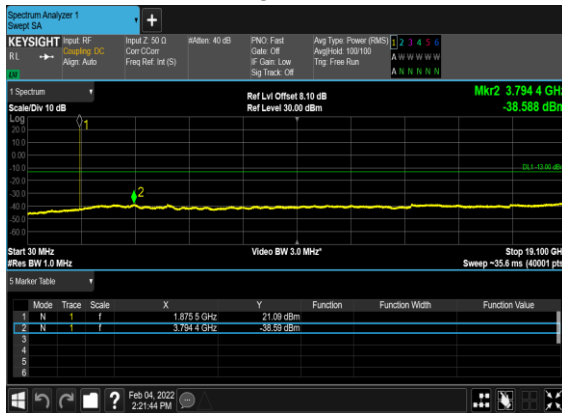 Spectrum Analyzer 1
Swept SA
+
KEYSIGHT Input: RF Input Z: 50 Ω #Atten: 40 dB PNO: Fast Avg Type: Power (RMS) 1 2 3 4 5 6
RL Coupling: DC Corr CCorr Gate: Off Avg|Hold: 100/100 A W W W W W
Align: Auto Freq Ref: Int (S) IF Gain: Low Trig: Free Run
Sig Track: Off A N N N N N
1 Spectrum Ref Lvl Offset 8.10 dB Mkr2 3.794 4 GHz
Scale/Div 10 dB Ref Level 30.00 dBm -38.588 dBm
Log
20.0
10.0
0.00
-10.0
-20.0
-30.0
-40.0
-50.0
-60.0
1
2
DL1 -13.00 dBm
Start 30 MHz Video BW 3.0 MHz* Stop 19.100 GHz
#Res BW 1.0 MHz Sweep ~35.6 ms (40001 pts)
5 Marker Table
Mode Trace Scale X Y Function Function Width Function Value
1 N 1 f 1.875 5 GHz 21.09 dBm
2 N 1 f 3.794 4 GHz -38.59 dBm
3
4
5
6
? Feb 04, 2022
2:21:44 PM